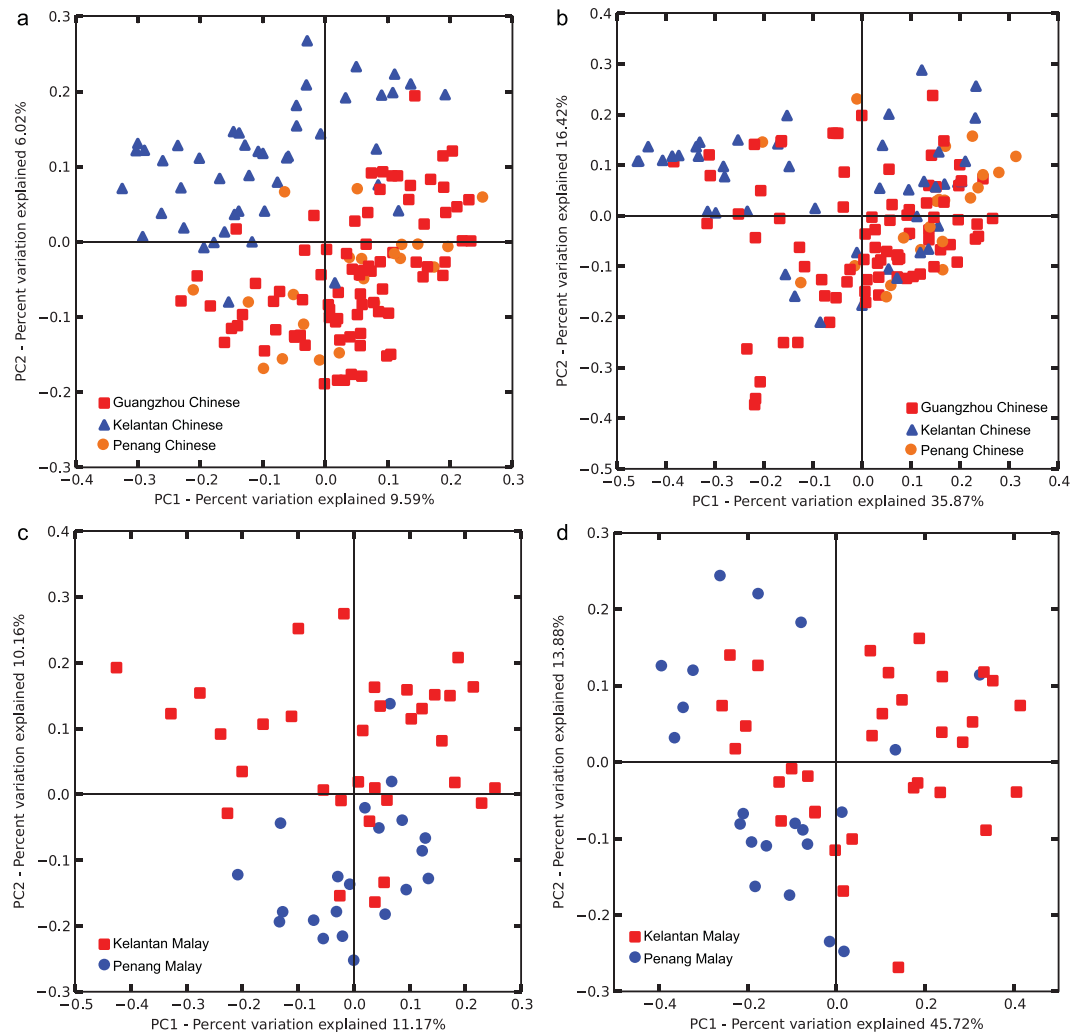 a
0.3
0.2
0.1
0.0
−0.1
−0.2
−0.3
PC2 - Percent variation explained 6.02%
Guangzhou Chinese
Kelantan Chinese
Penang Chinese
−0.4 −0.3 −0.2 −0.1 0.0 0.1 0.2 0.3
PC1 - Percent variation explained 9.59%
b
0.4
0.3
0.2
0.1
0.0
−0.1
−0.2
−0.3
−0.4
−0.5
PC2 - Percent variation explained 16.42%
Guangzhou Chinese
Kelantan Chinese
Penang Chinese
−0.5 −0.4 −0.3 −0.2 −0.1 0.0 0.1 0.2 0.3 0.4
PC1 - Percent variation explained 35.87%
c
0.4
0.3
0.2
0.1
0.0
−0.1
−0.2
−0.3
PC2 - Percent variation explained 10.16%
Kelantan Malay
Penang Malay
−0.5 −0.4 −0.3 −0.2 −0.1 0.0 0.1 0.2 0.3
PC1 - Percent variation explained 11.17%
d
0.3
0.2
0.1
0.0
−0.1
−0.2
−0.3
PC2 - Percent variation explained 13.88%
Kelantan Malay
Penang Malay
−0.4 −0.2 0.0 0.2 0.4
PC1 - Percent variation explained 45.72%